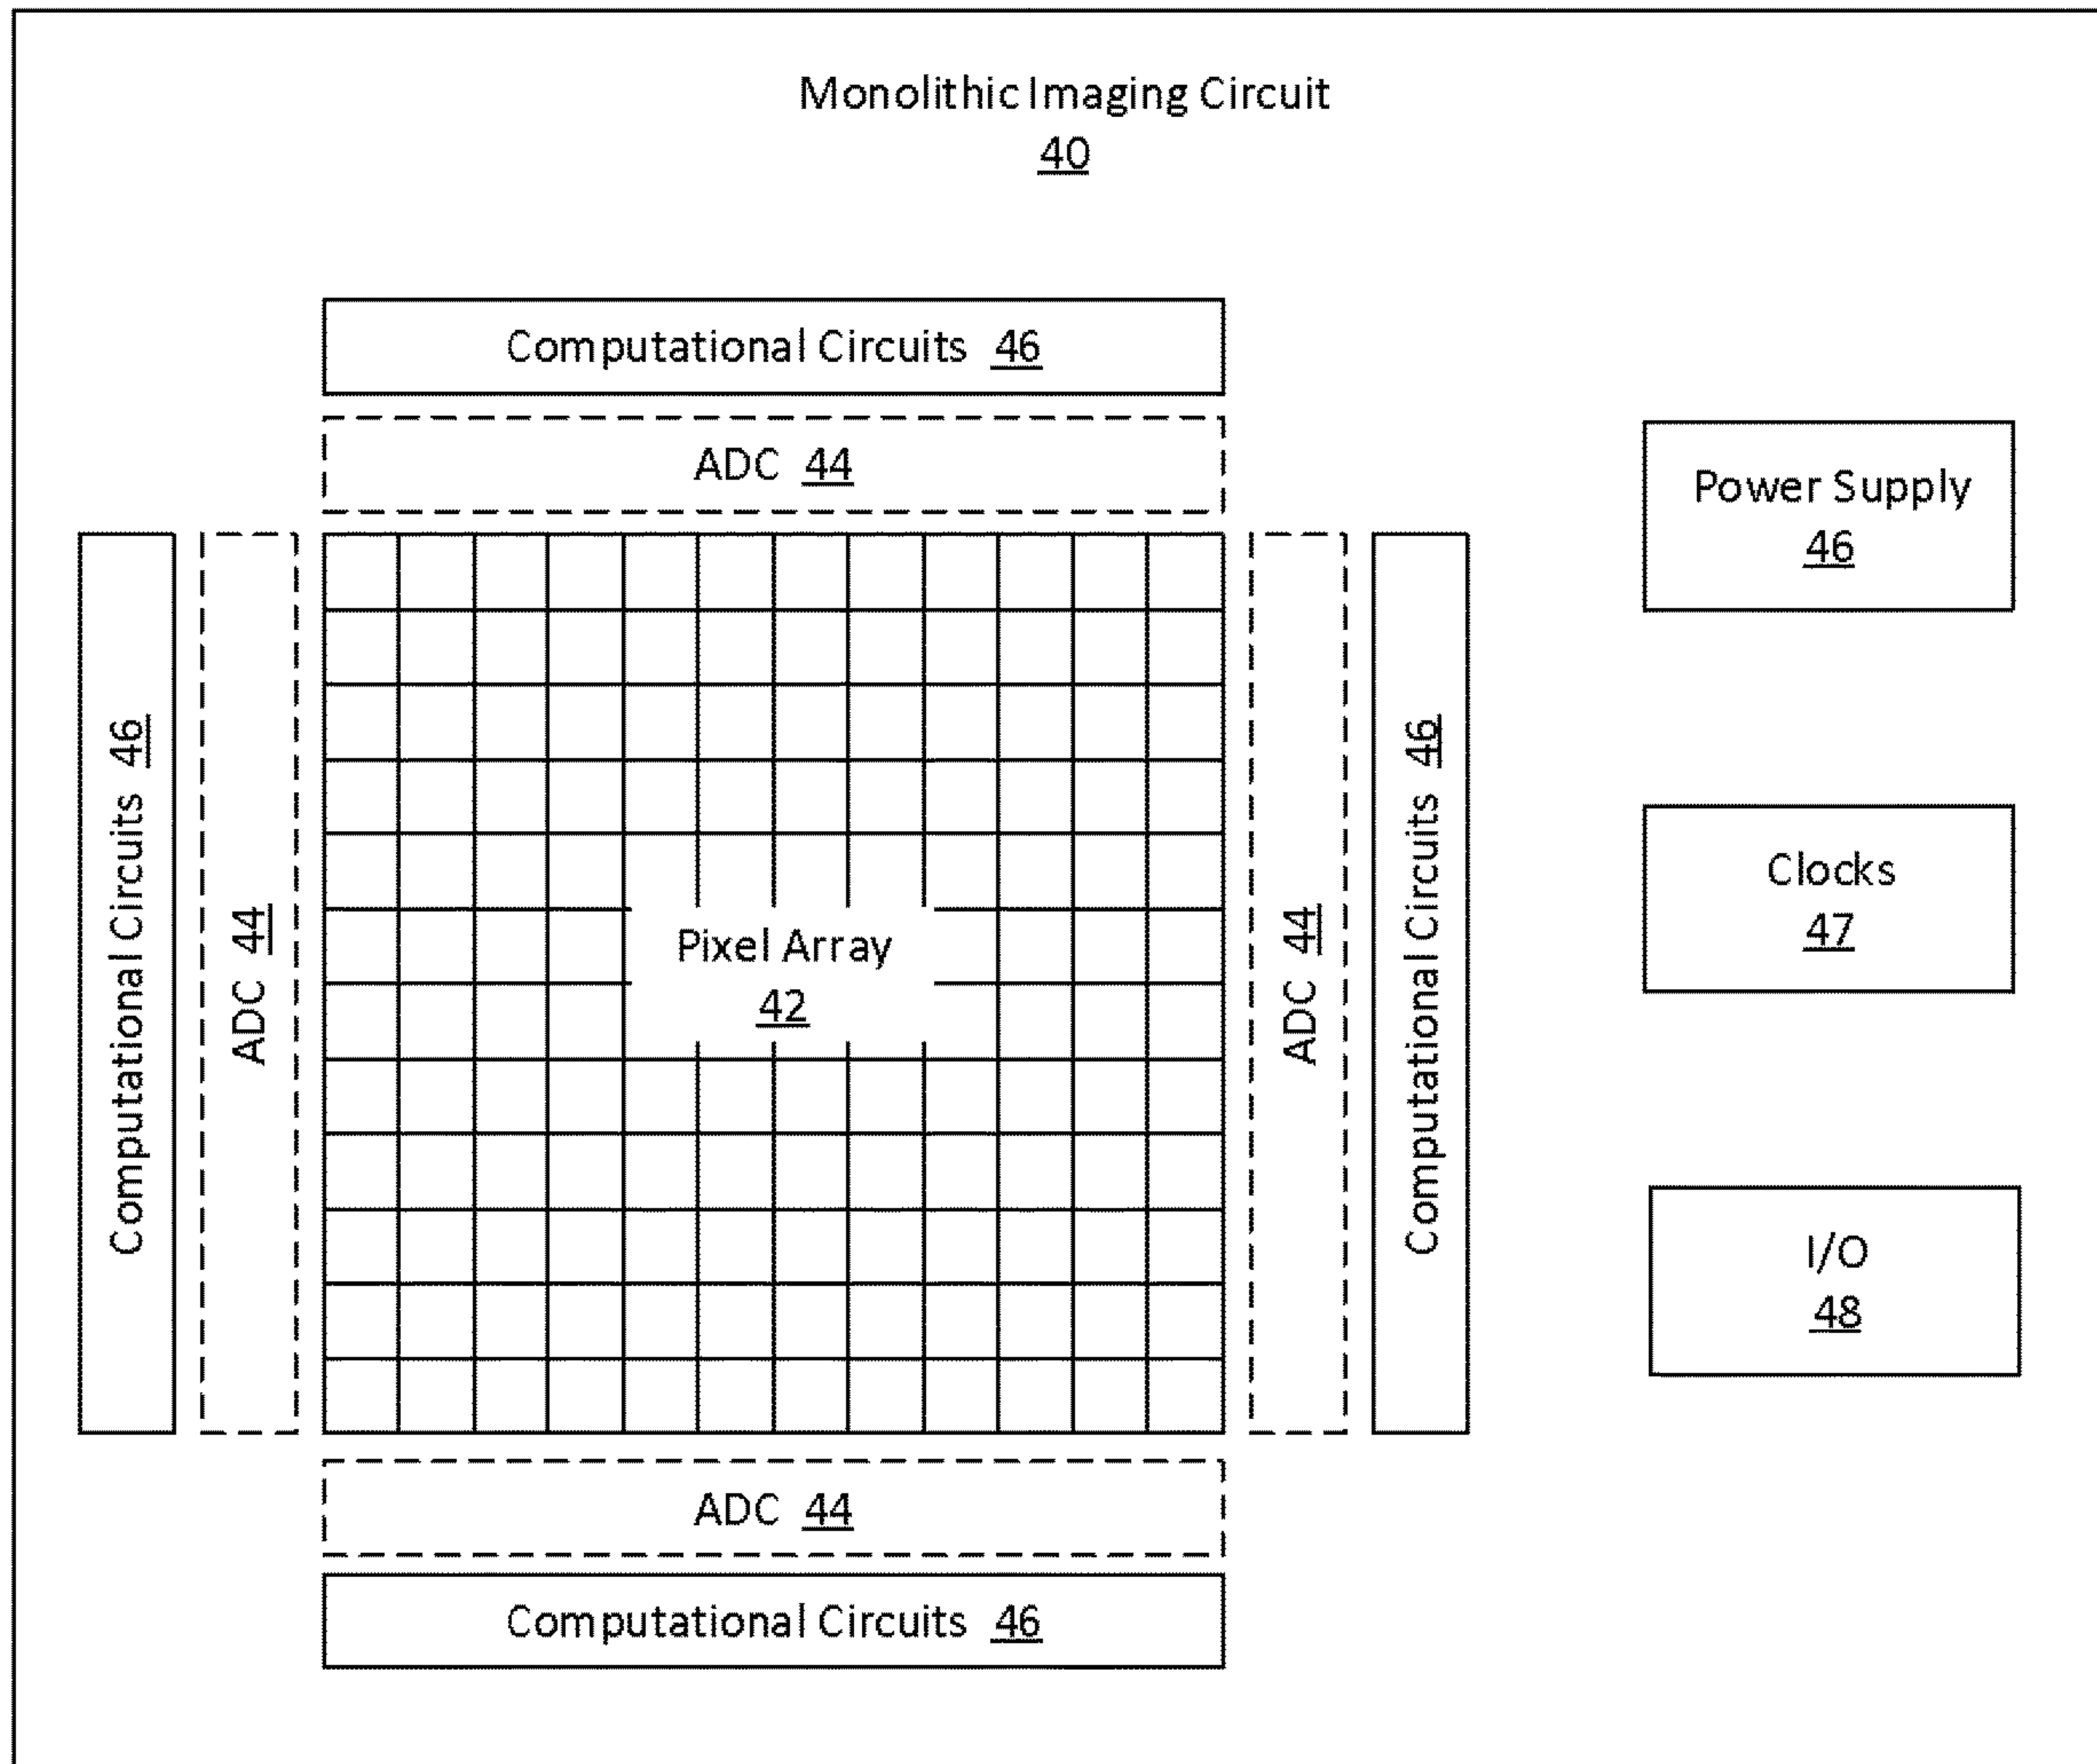 Monolithic Imaging Circuit
40
Computational Circuits 46
ADC 44
Power Supply
46
Computational Circuits 46
ADC 44
Pixel Array
42
ADC 44
Computational Circuits 46
Clocks
47
I/O
48
ADC 44
Computational Circuits 46